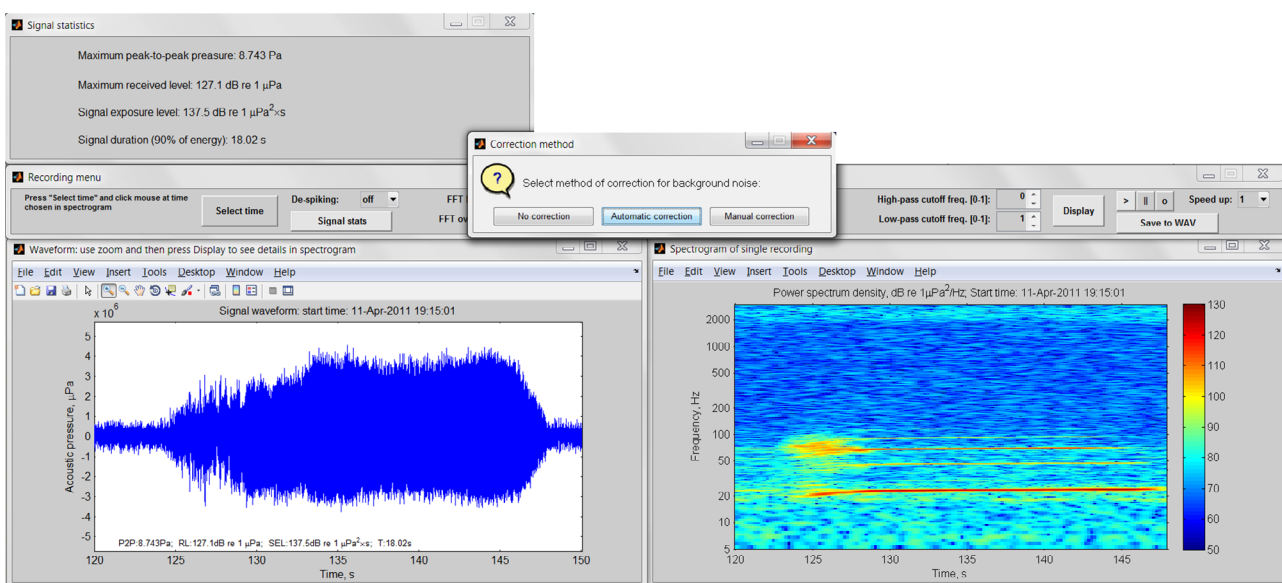 Signal statistics
Maximum peak-to-peak preasure: 8.743 Pa
Maximum received level: 127.1 dB re 1 μPa
Signal exposure level: 137.5 dB re 1 μPa²×s
Signal duration (90% of energy): 18.02 s
Correction method
Select method of correction for background noise:
No correction Automatic correction Manual correction
Recording menu
Press "Select time" and click mouse at time
chosen in spectrogram
Select time
De-spiking: off
Signal stats
FFT
FFT ov
High-pass cutoff freq. [0-1]: 0
Low-pass cutoff freq. [0-1]: 1
Display
> || o Speed up: 1
Save to WAV
Waveform: use zoom and then press Display to see details in spectrogram
File Edit View Insert Tools Desktop Window Help
Signal waveform: start time: 11-Apr-2011 19:15:01
x 10⁶
5
4
3
2
1
0
-1
-2
-3
-4
-5
Acoustic pressure, μPa
P2P:8.743Pa; RL:127.1dB re 1 μPa; SEL:137.5dB re 1 μPa²×s; T:18.02s
120 125 130 135 140 145 150
Time, s
Spectrogram of single recording
File Edit View Insert Tools Desktop Window Help
Power spectrum density, dB re 1μPa²/Hz; Start time: 11-Apr-2011 19:15:01
2000
1000
500
200
100
50
20
10
5
Frequency, Hz
120 125 130 135 140 145
Time, s
130
120
110
100
90
80
70
60
50